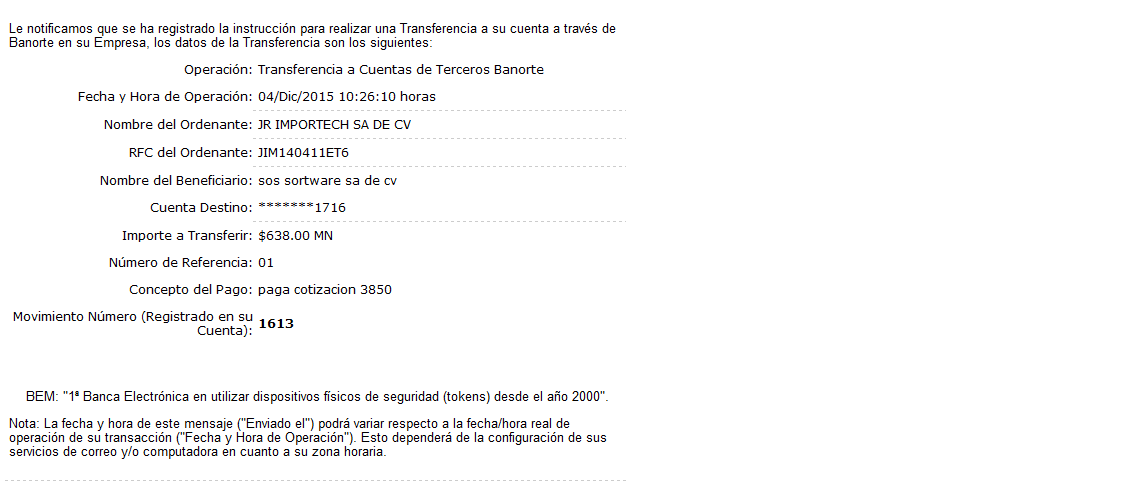 Le notificamos que se ha registrado la instrucción para realizar una Transferencia a su cuenta a través de
Banorte en su Empresa, los datos de la Transferencia son los siguientes:
Operación: Transferencia a Cuentas de Terceros Banorte
Fecha y Hora de Operación: 04/Dic/2015 10:26:10 horas
Nombre del Ordenante: JR IMPORTECH SA DE CV
RFC del Ordenante: JIM140411ET6
Nombre del Beneficiario: sos sortware sa de cv
Cuenta Destino: *******1716
Importe a Transferir: $638.00 MN
Número de Referencia: 01
Concepto del Pago: paga cotizacion 3850
Movimiento Número (Registrado en su
Cuenta): 1613
BEM: "1ª Banca Electrónica en utilizar dispositivos físicos de seguridad (tokens) desde el año 2000".
Nota: La fecha y hora de este mensaje ("Enviado el") podrá variar respecto a la fecha/hora real de
operación de su transacción ("Fecha y Hora de Operación"). Esto dependerá de la configuración de sus
servicios de correo y/o computadora en cuanto a su zona horaria.